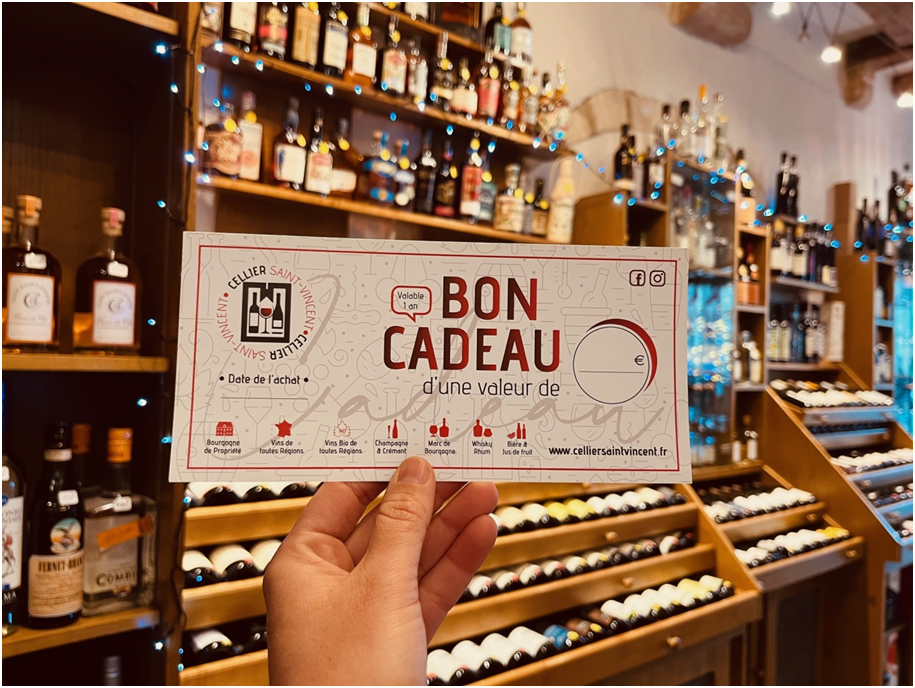 CELLIER SAINT-VINCENT • CELLIER SAINT-VINCENT •
Valable
1 an
BON
CADEAU
d'une valeur de
€
• Date de l'achat •
Cadeau
Bourgogne
de Propriété
Vins de
toutes Régions
Vins Bio de
toutes Régions
Champagne
& Crémant
Marc de
Bourgogne
Whisky
Rhum
Bière &
Jus de fruit
www.celliersaintvincent.fr
FERNET-BRANCA
COMBI